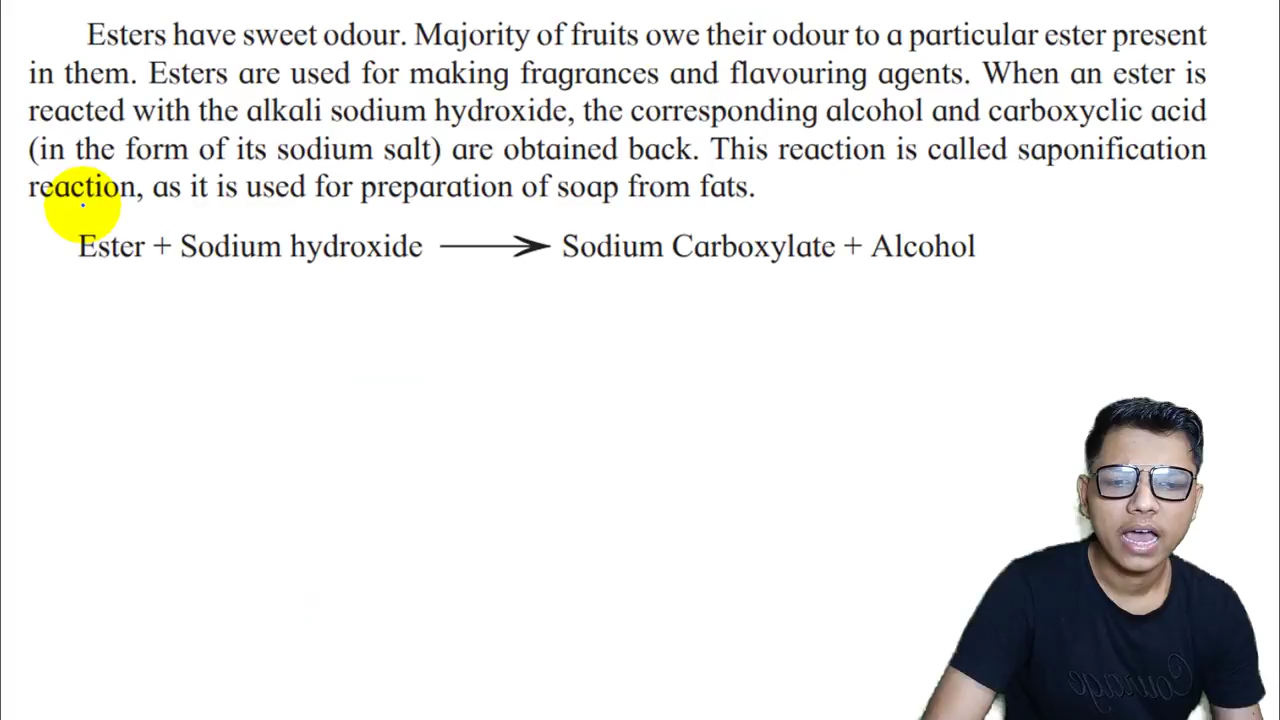 Esters have sweet odour. Majority of fruits owe their odour to a particular ester present
in them. Esters are used for making fragrances and flavouring agents. When an ester is
reacted with the alkali sodium hydroxide, the corresponding alcohol and carboxyclic acid
(in the form of its sodium salt) are obtained back. This reaction is called saponification
reaction, as it is used for preparation of soap from fats.
Ester + Sodium hydroxide ⟶ Sodium Carboxylate + Alcohol
Courage